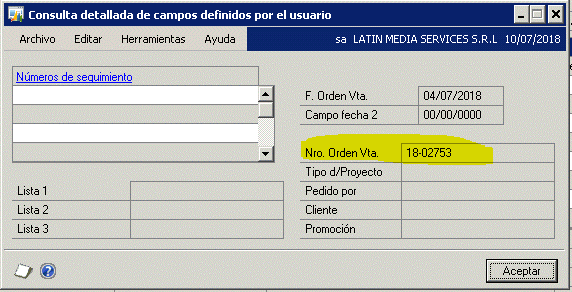 Consulta detallada de campos definidos por el usuario
Archivo Editar Herramientas Ayuda sa LATIN MEDIA SERVICES S.R.L 10/07/2018
Números de seguimiento
F. Orden Vta. 04/07/2018
Campo fecha 2 00/00/0000
Nro. Orden Vta. 18-02753
Tipo d/Proyecto
Lista 1 Pedido por
Lista 2 Cliente
Lista 3 Promoción
Aceptar